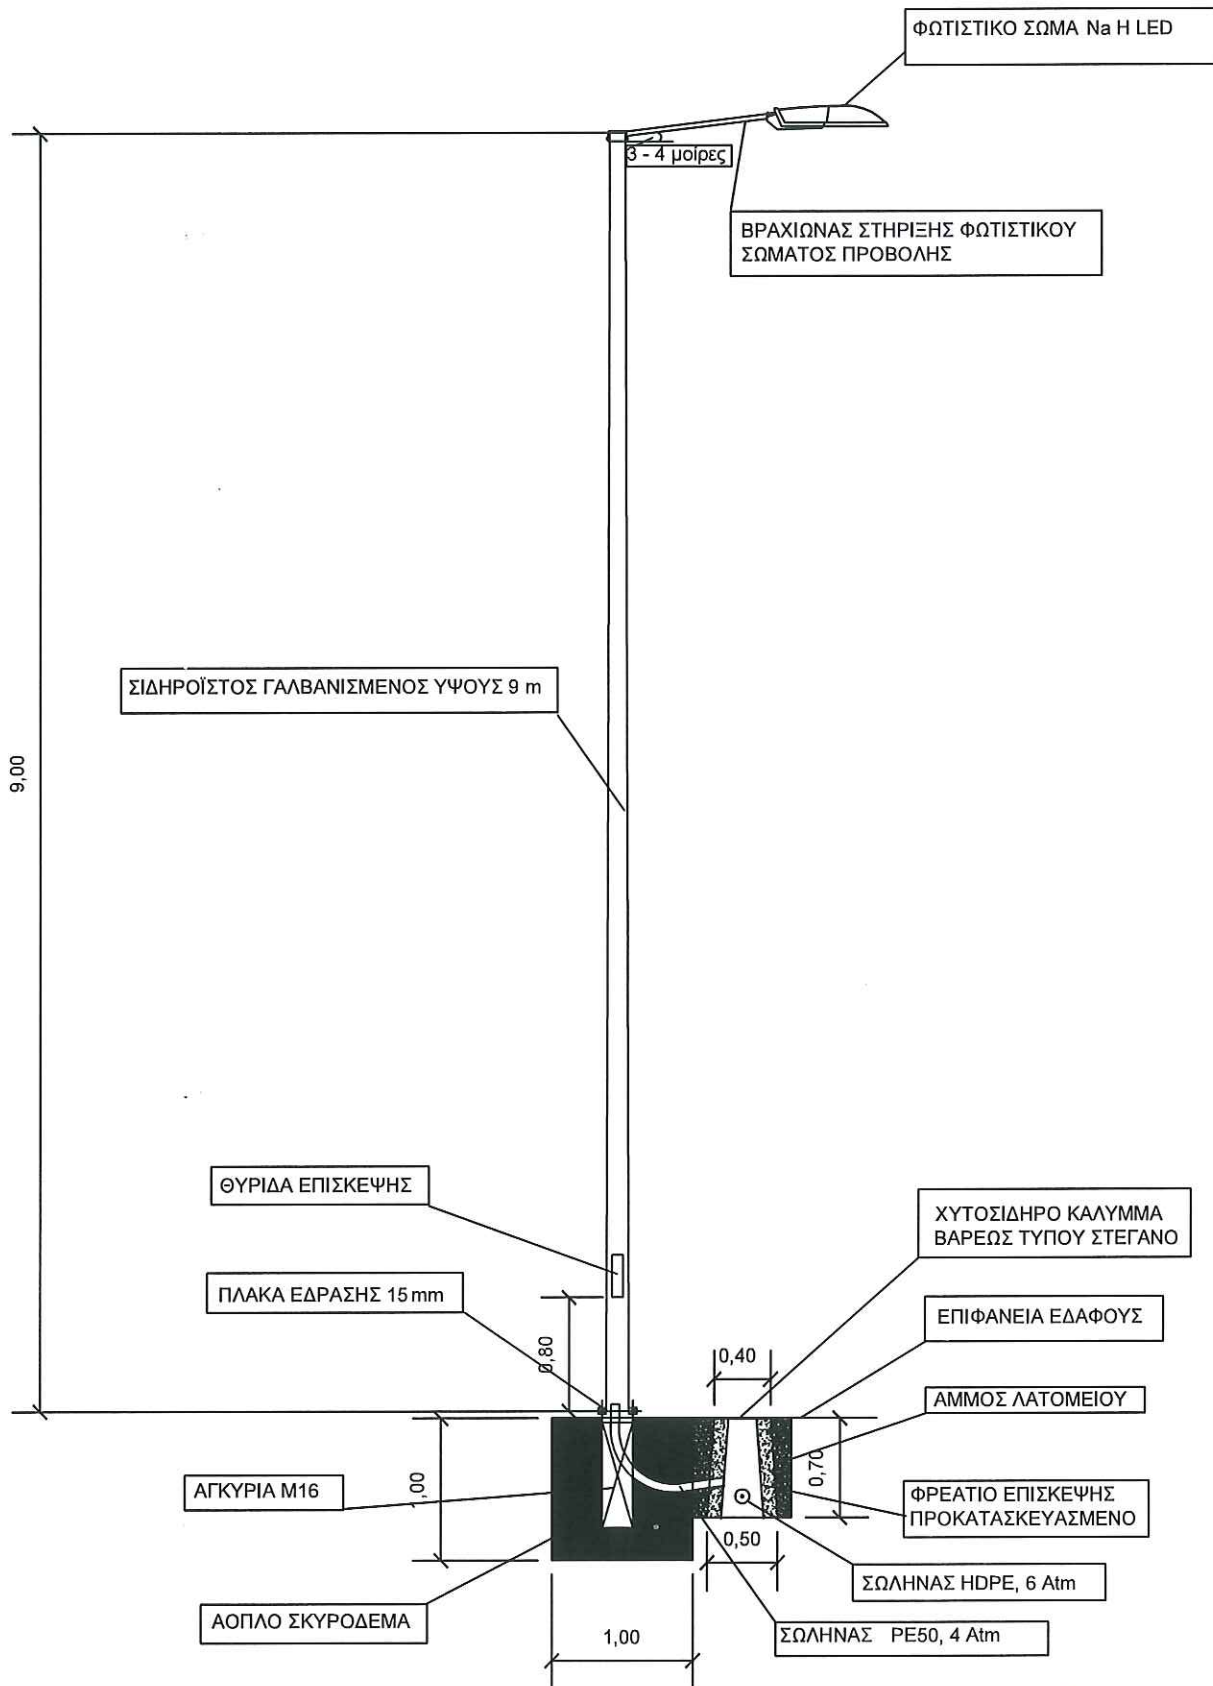 ΦΩΤΙΣΤΙΚΟ ΣΩΜΑ Na H LED
3 - 4 μοίρες
ΒΡΑΧΙΩΝΑΣ ΣΤΗΡΙΞΗΣ ΦΩΤΙΣΤΙΚΟΥ
ΣΩΜΑΤΟΣ ΠΡΟΒΟΛΗΣ
ΣΙΔΗΡΟΪΣΤΟΣ ΓΑΛΒΑΝΙΣΜΕΝΟΣ ΥΨΟΥΣ 9 m
9,00
ΘΥΡΙΔΑ ΕΠΙΣΚΕΨΗΣ
ΧΥΤΟΣΙΔΗΡΟ ΚΑΛΥΜΜΑ
ΒΑΡΕΩΣ ΤΥΠΟΥ ΣΤΕΓΑΝΟ
ΠΛΑΚΑ ΕΔΡΑΣΗΣ 15 mm
ΕΠΙΦΑΝΕΙΑ ΕΔΑΦΟΥΣ
0,80
0,40
ΑΜΜΟΣ ΛΑΤΟΜΕΙΟΥ
0,70
ΑΓΚΥΡΙΑ Μ16
,00
ΦΡΕΑΤΙΟ ΕΠΙΣΚΕΨΗΣ
ΠΡΟΚΑΤΑΣΚΕΥΑΣΜΕΝΟ
0,50
ΣΩΛΗΝΑΣ HDPE, 6 Atm
ΑΟΠΛΟ ΣΚΥΡΟΔΕΜΑ
1,00
ΣΩΛΗΝΑΣ PE50, 4 Atm